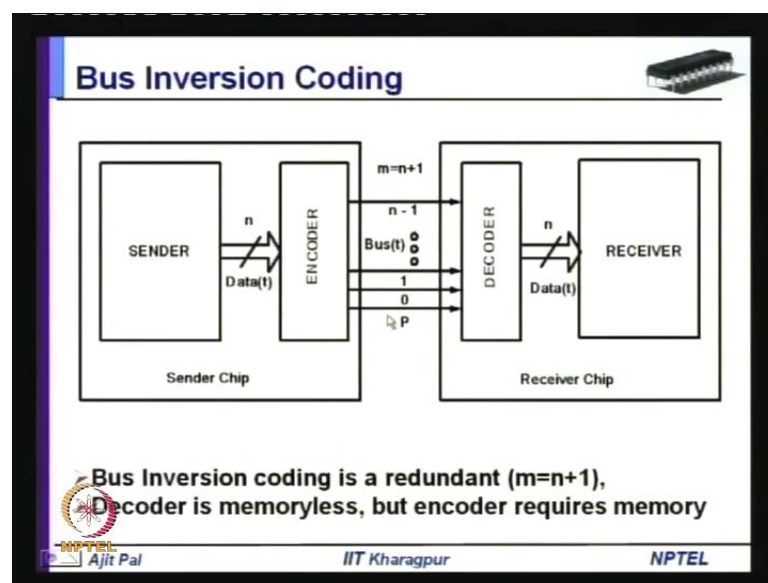 Bus Inversion Coding
m=n+1
n - 1
n
n
SENDER
ENCODER
Bus(t)
DECODER
RECEIVER
Data(t)
1
Data(t)
0
P
Sender Chip
Receiver Chip
Bus Inversion coding is a redundant (m=n+1),
Decoder is memoryless, but encoder requires memory
NPTEL
Ajit Pal
IIT Kharagpur
NPTEL